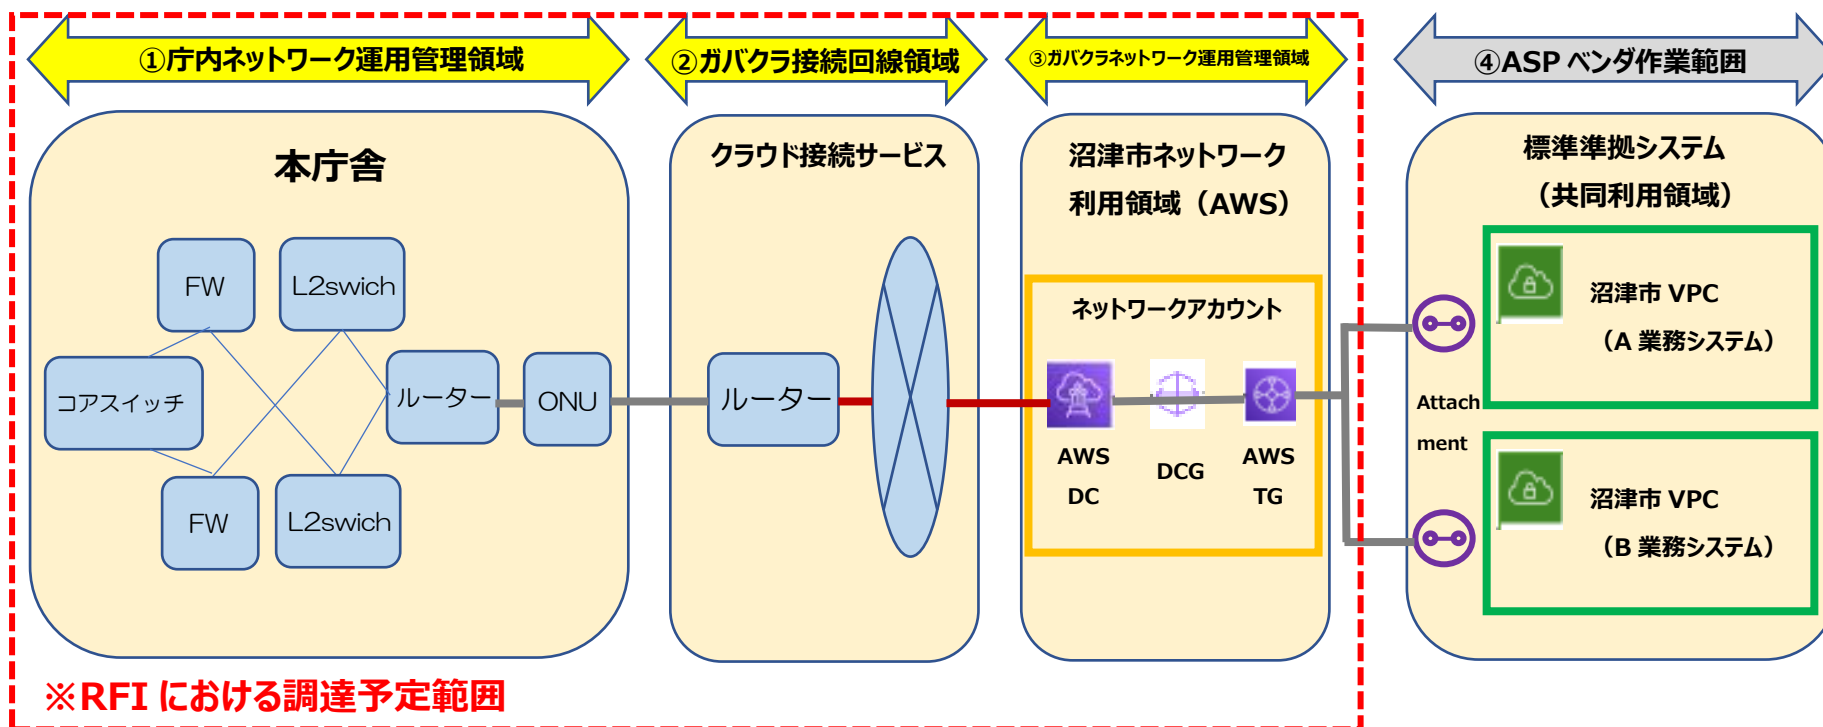 ①庁内ネットワーク運用管理領域
②ガバクラ接続回線領域
③ガバクラネットワーク運用管理領域
④ASP ベンダ作業範囲
本庁舎
FW
L2swich
コアスイッチ
ルーター
ONU
FW
L2swich
クラウド接続サービス
ルーター
沼津市ネットワーク
利用領域（AWS）
ネットワークアカウント
AWS
DC
DCG
AWS
TG
標準準拠システム
（共同利用領域）
沼津市 VPC
（A 業務システム）
Attach
ment
沼津市 VPC
（B 業務システム）
※RFI における調達予定範囲